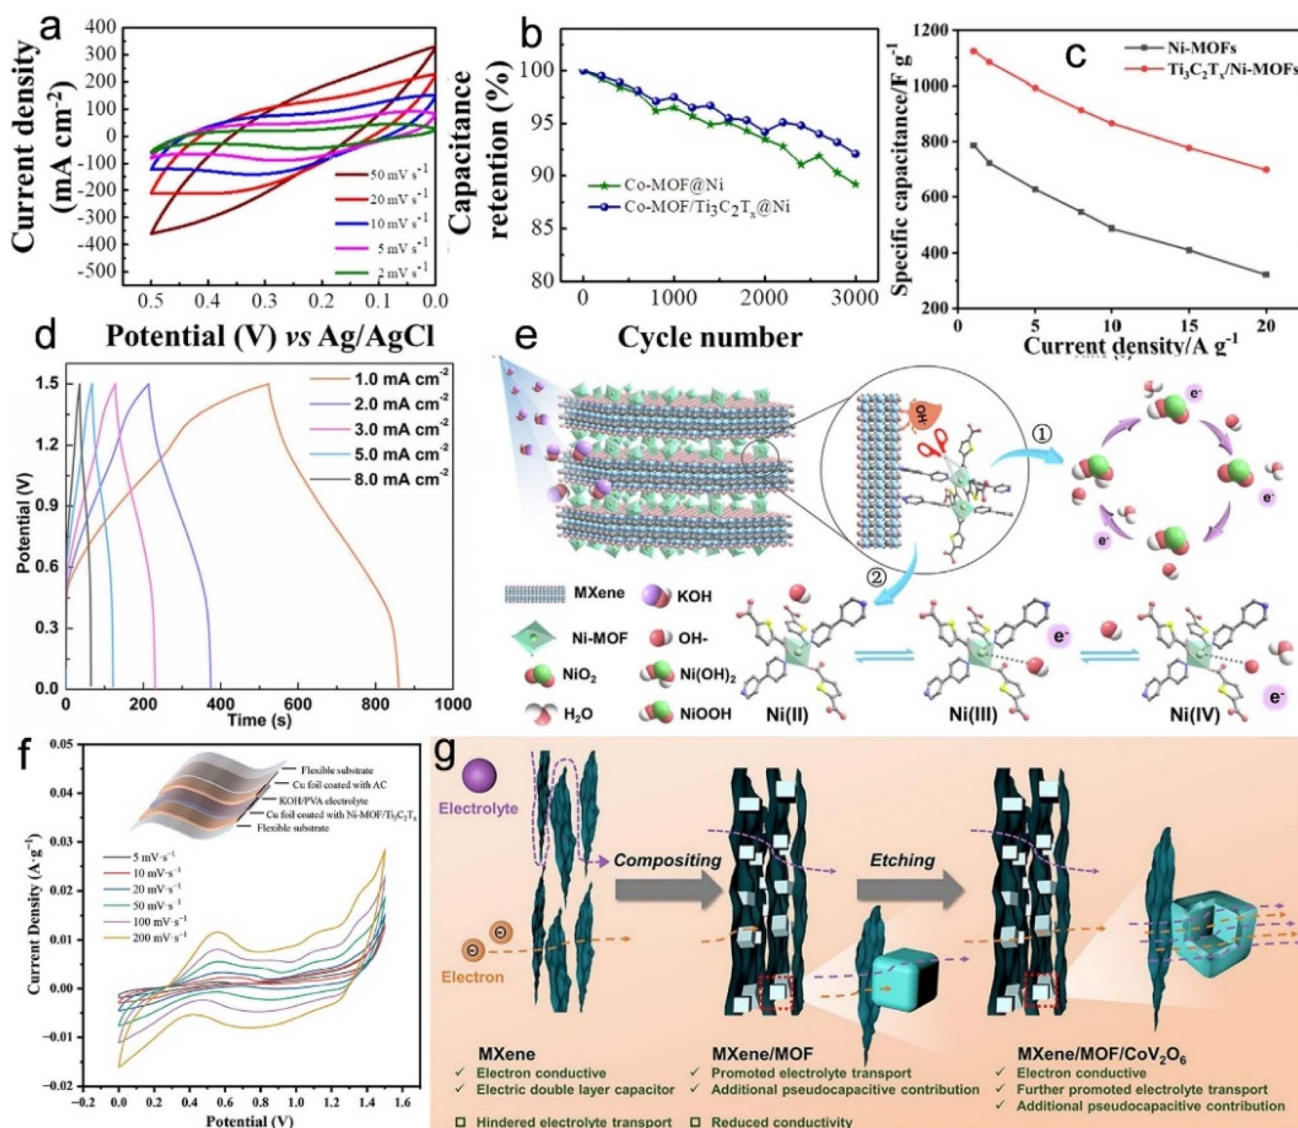 a
Current density
(mA cm⁻²)
400
300
200
100
0
-100
-200
-300
-400
-500
50 mV s⁻¹
20 mV s⁻¹
10 mV s⁻¹
5 mV s⁻¹
2 mV s⁻¹
0.5 0.4 0.3 0.2 0.1 0.0
Potential (V) vs Ag/AgCl
b
Capacitance
retention (%)
100
95
90
85
80
Co-MOF@Ni
Co-MOF/Ti₃C₂Tₓ@Ni
0 1000 2000 3000
Cycle number
c
Specific capacitance/F g⁻¹
1200
1000
800
600
400
200
Ni-MOFs
Ti₃C₂Tₓ/Ni-MOFs
0 5 10 15 20
Current density/A g⁻¹
d
Potential (V)
1.5
1.2
0.9
0.6
0.3
0.0
1.0 mA cm⁻²
2.0 mA cm⁻²
3.0 mA cm⁻²
5.0 mA cm⁻²
8.0 mA cm⁻²
0 200 400 600 800 1000
Time (s)
e
OH-
①
②
e⁻
e⁻
e⁻
e⁻
MXene
KOH
Ni-MOF
OH-
NiO₂
Ni(OH)₂
H₂O
NiOOH
e⁻
e⁻
Ni(II)
Ni(III)
Ni(IV)
f
Current Density (A·g⁻¹)
0.05
0.04
0.03
0.02
0.01
0.00
−0.01
−0.02
Flexible substrate
Cu foil coated with AC
KOH/PVA electrolyte
Cu foil coated with Ni-MOF/Ti₃C₂Tₓ
Flexible substrate
5 mV·s⁻¹
10 mV·s⁻¹
20 mV·s⁻¹
50 mV·s⁻¹
100 mV·s⁻¹
200 mV·s⁻¹
0.0 0.2 0.4 0.6 0.8 1.0 1.2 1.4 1.6
Potential (V)
g
Electrolyte
Electron
Compositing
Etching
MXene
✓ Electron conductive
✓ Electric double layer capacitor
□ Hindered electrolyte transport
MXene/MOF
✓ Promoted electrolyte transport
✓ Additional pseudocapacitive contribution
□ Reduced conductivity
MXene/MOF/CoV₂O₆
✓ Electron conductive
✓ Further promoted electrolyte transport
✓ Additional pseudocapacitive contribution